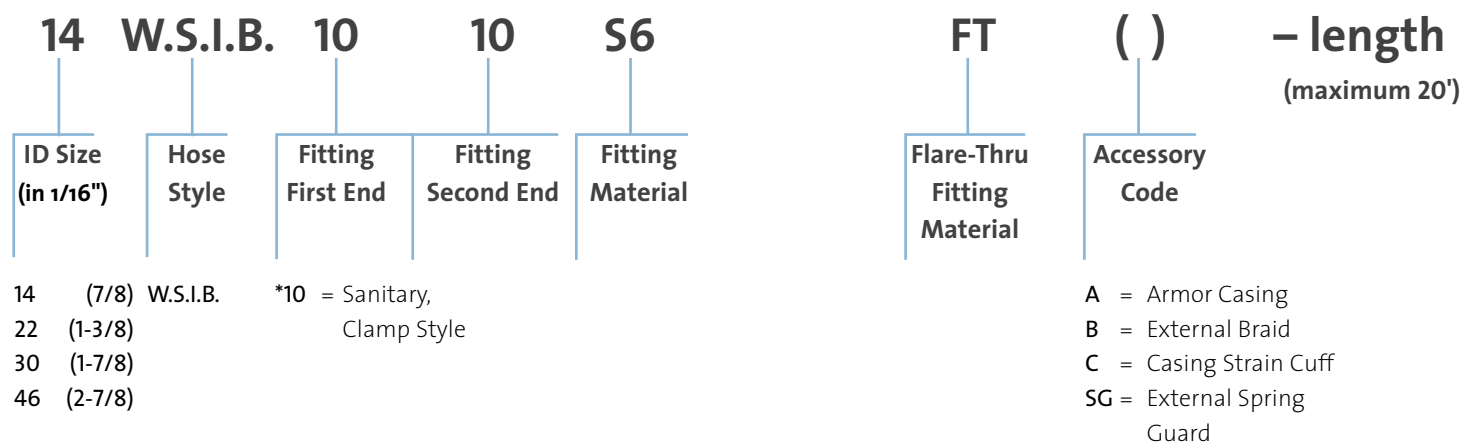 14 W.S.I.B. 10 10 S6 FT ( ) – length
(maximum 20')
ID Size Hose Fitting Fitting Fitting Flare-Thru Accessory
(in 1/16") Style First End Second End Material Fitting Code
Material
14 (7/8) W.S.I.B. *10 = Sanitary, A = Armor Casing
22 (1-3/8) Clamp Style B = External Braid
30 (1-7/8) C = Casing Strain Cuff
46 (2-7/8) SG = External Spring
Guard